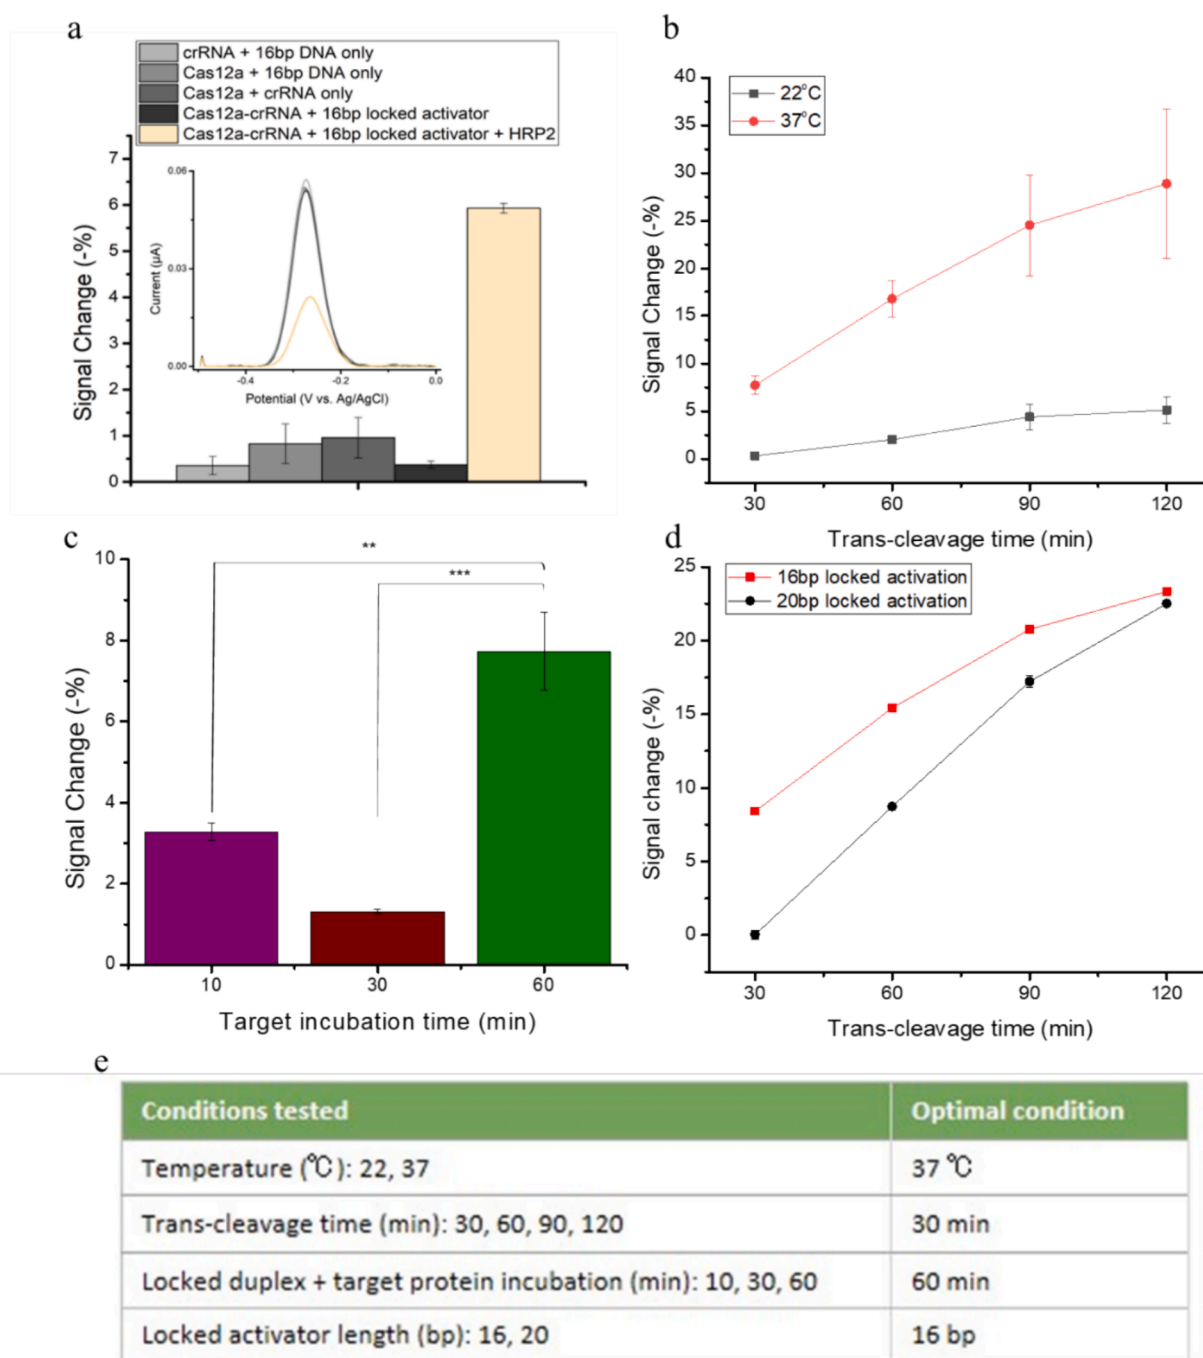 a
crRNA + 16bp DNA only
Cas12a + 16bp DNA only
Cas12a + crRNA only
Cas12a-crRNA + 16bp locked activator
Cas12a-crRNA + 16bp locked activator + HRP2
Signal Change (-%)
7
6
5
4
3
2
1
0
Current (µA)
0.06
0.03
0.00
-0.4
-0.2
0.0
Potential (V vs. Ag/AgCl)
b
22°C
37°C
Signal Change (-%)
40
35
30
25
20
15
10
5
0
30
60
90
120
Trans-cleavage time (min)
c
**
***
Signal Change (-%)
10
8
6
4
2
0
10
30
60
Target incubation time (min)
d
16bp locked activation
20bp locked activation
Signal change (-%)
25
20
15
10
5
0
30
60
90
120
Trans-cleavage time (min)
e
Conditions tested Optimal condition
Temperature (℃): 22, 37 37 ℃
Trans-cleavage time (min): 30, 60, 90, 120 30 min
Locked duplex + target protein incubation (min): 10, 30, 60 60 min
Locked activator length (bp): 16, 20 16 bp